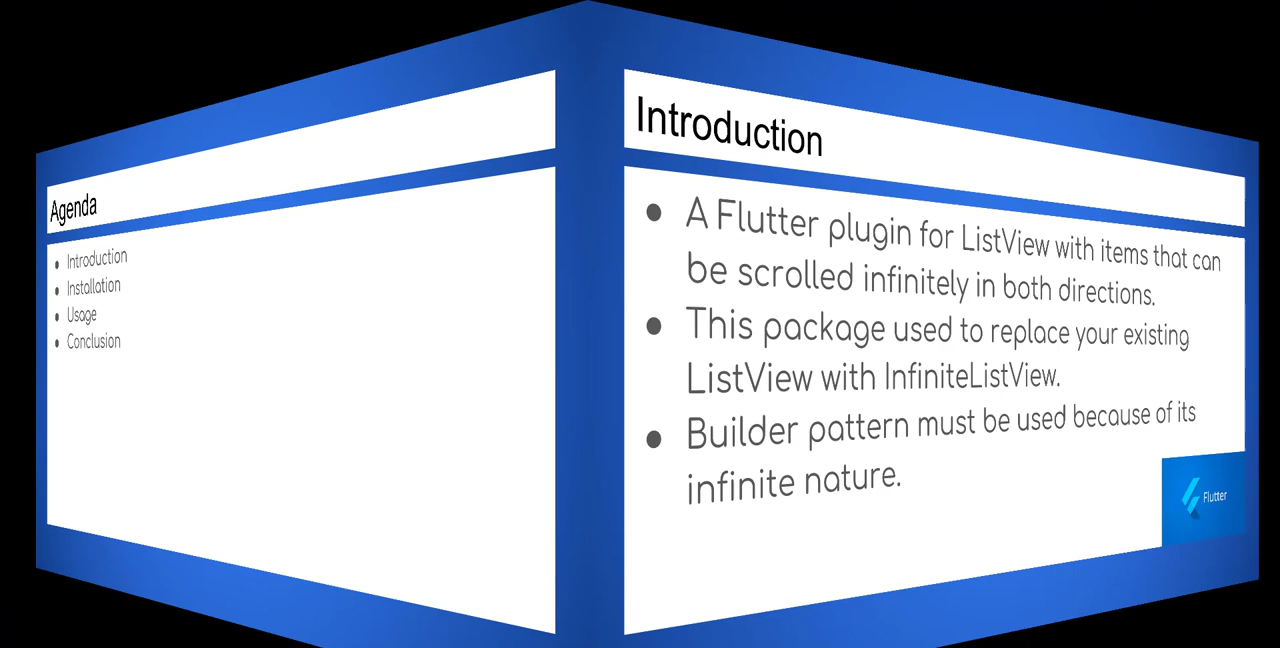 Agenda
Introduction
Installation
Usage
Conclusion
Introduction
A Flutter plugin for ListView with items that can
be scrolled infinitely in both directions.
This package used to replace your existing
ListView with InfiniteListView.
Builder pattern must be used because of its
infinite nature.
Flutter